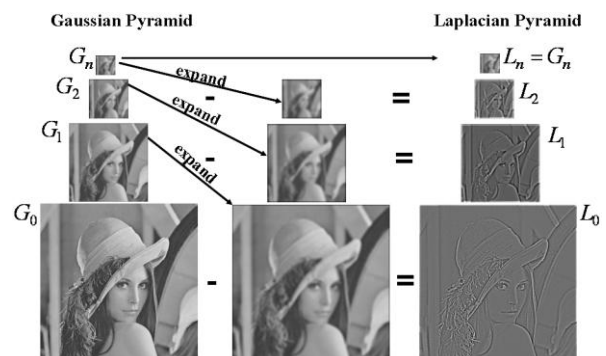 Gaussian Pyramid Laplacian Pyramid
Gₙ expand Lₙ = Gₙ
G₂ - = L₂
expand
G₁ - = L₁
expand
G₀ - = L₀